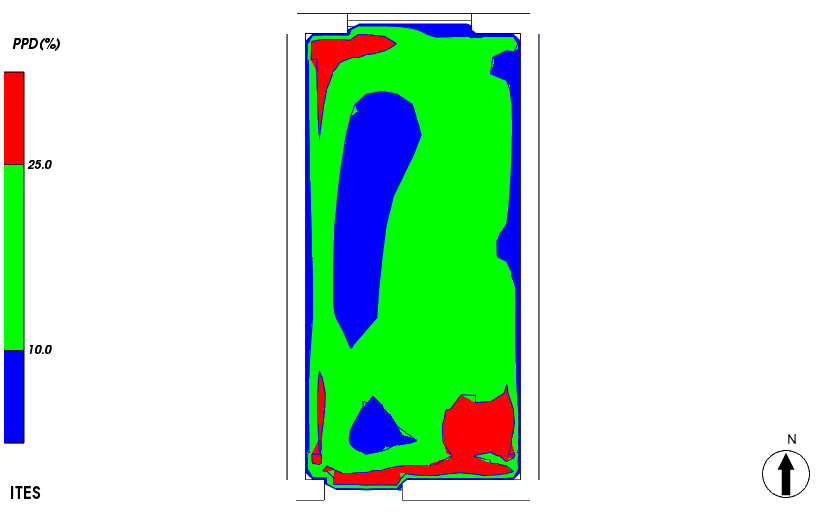 PPD(%)
25.0
10.0
N
ITES